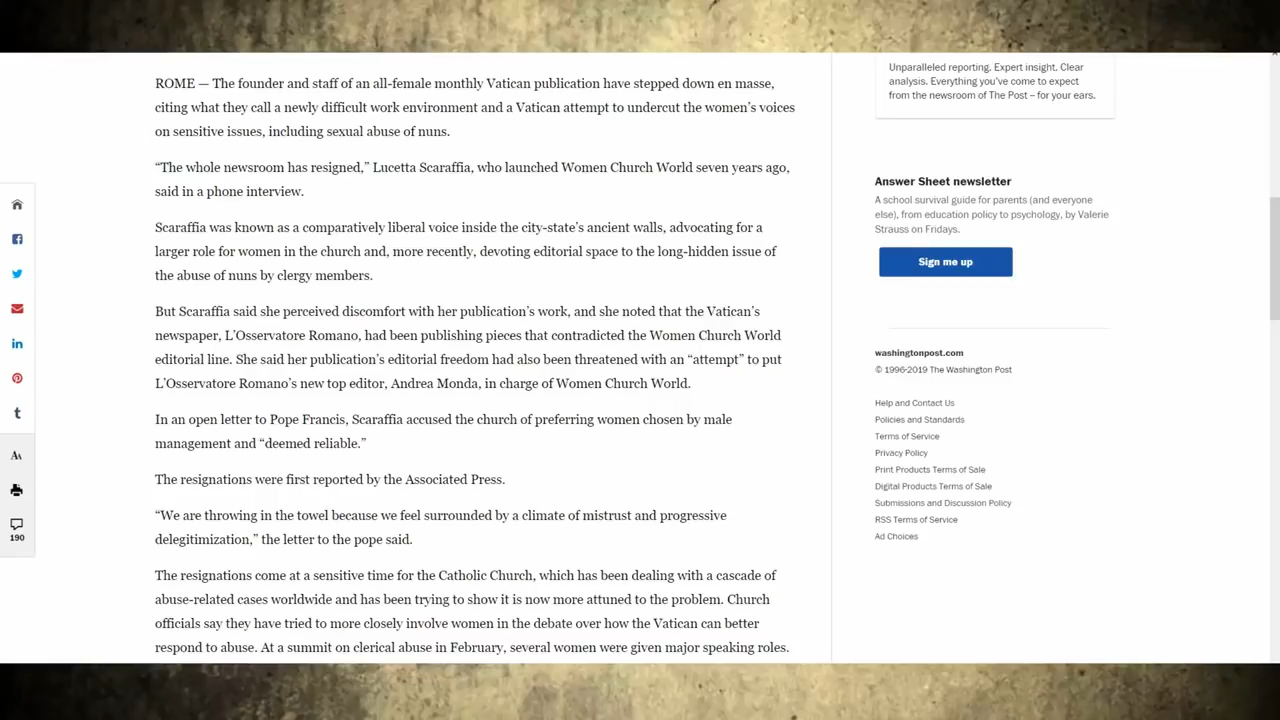 ROME — The founder and staff of an all-female monthly Vatican publication have stepped down en masse,
citing what they call a newly difficult work environment and a Vatican attempt to undercut the women’s voices
on sensitive issues, including sexual abuse of nuns.
“The whole newsroom has resigned,” Lucetta Scaraffia, who launched Women Church World seven years ago,
said in a phone interview.
Scaraffia was known as a comparatively liberal voice inside the city-state’s ancient walls, advocating for a
larger role for women in the church and, more recently, devoting editorial space to the long-hidden issue of
the abuse of nuns by clergy members.
But Scaraffia said she perceived discomfort with her publication’s work, and she noted that the Vatican’s
newspaper, L’Osservatore Romano, had been publishing pieces that contradicted the Women Church World
editorial line. She said her publication’s editorial freedom had also been threatened with an “attempt” to put
L’Osservatore Romano’s new top editor, Andrea Monda, in charge of Women Church World.
In an open letter to Pope Francis, Scaraffia accused the church of preferring women chosen by male
management and “deemed reliable.”
The resignations were first reported by the Associated Press.
“We are throwing in the towel because we feel surrounded by a climate of mistrust and progressive
delegitimization,” the letter to the pope said.
The resignations come at a sensitive time for the Catholic Church, which has been dealing with a cascade of
abuse-related cases worldwide and has been trying to show it is now more attuned to the problem. Church
officials say they have tried to more closely involve women in the debate over how the Vatican can better
respond to abuse. At a summit on clerical abuse in February, several women were given major speaking roles.
190
Unparalleled reporting. Expert insight. Clear
analysis. Everything you’ve come to expect
from the newsroom of The Post – for your ears.
Answer Sheet newsletter
A school survival guide for parents (and everyone
else), from education policy to psychology, by Valerie
Strauss on Fridays.
Sign me up
washingtonpost.com
© 1996-2019 The Washington Post
Help and Contact Us
Policies and Standards
Terms of Service
Privacy Policy
Print Products Terms of Sale
Digital Products Terms of Sale
Submissions and Discussion Policy
RSS Terms of Service
Ad Choices